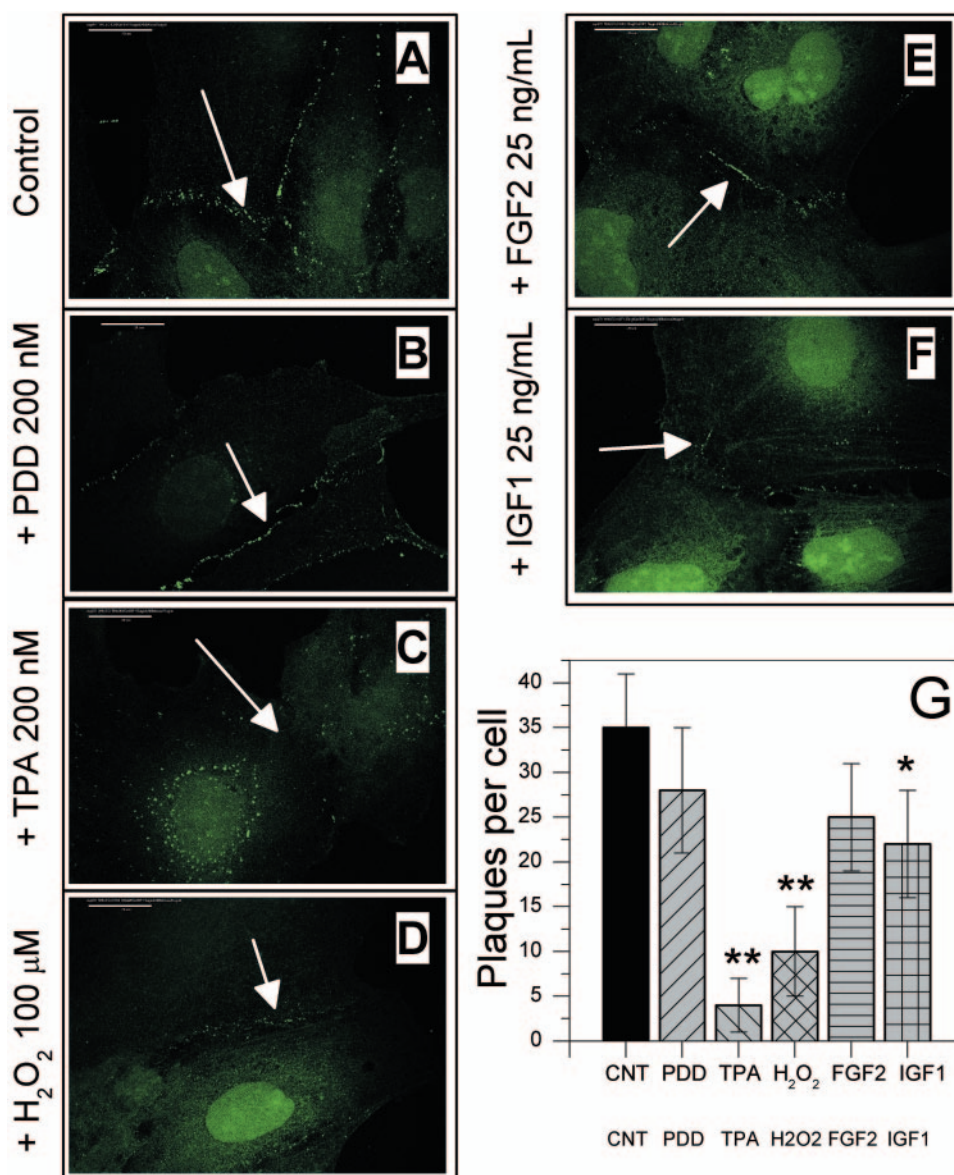 Control
A
+ PDD 200 nM
B
+ TPA 200 nM
C
+ H₂O₂ 100 µM
D
+ FGF2 25 ng/mL
E
+ IGF1 25 ng/mL
F
G
Plaques per cell
40
35
30
25
20
15
10
5
0
**
**
*
CNT PDD TPA H₂O₂ FGF2 IGF1
CNT PDD TPA H2O2 FGF2 IGF1